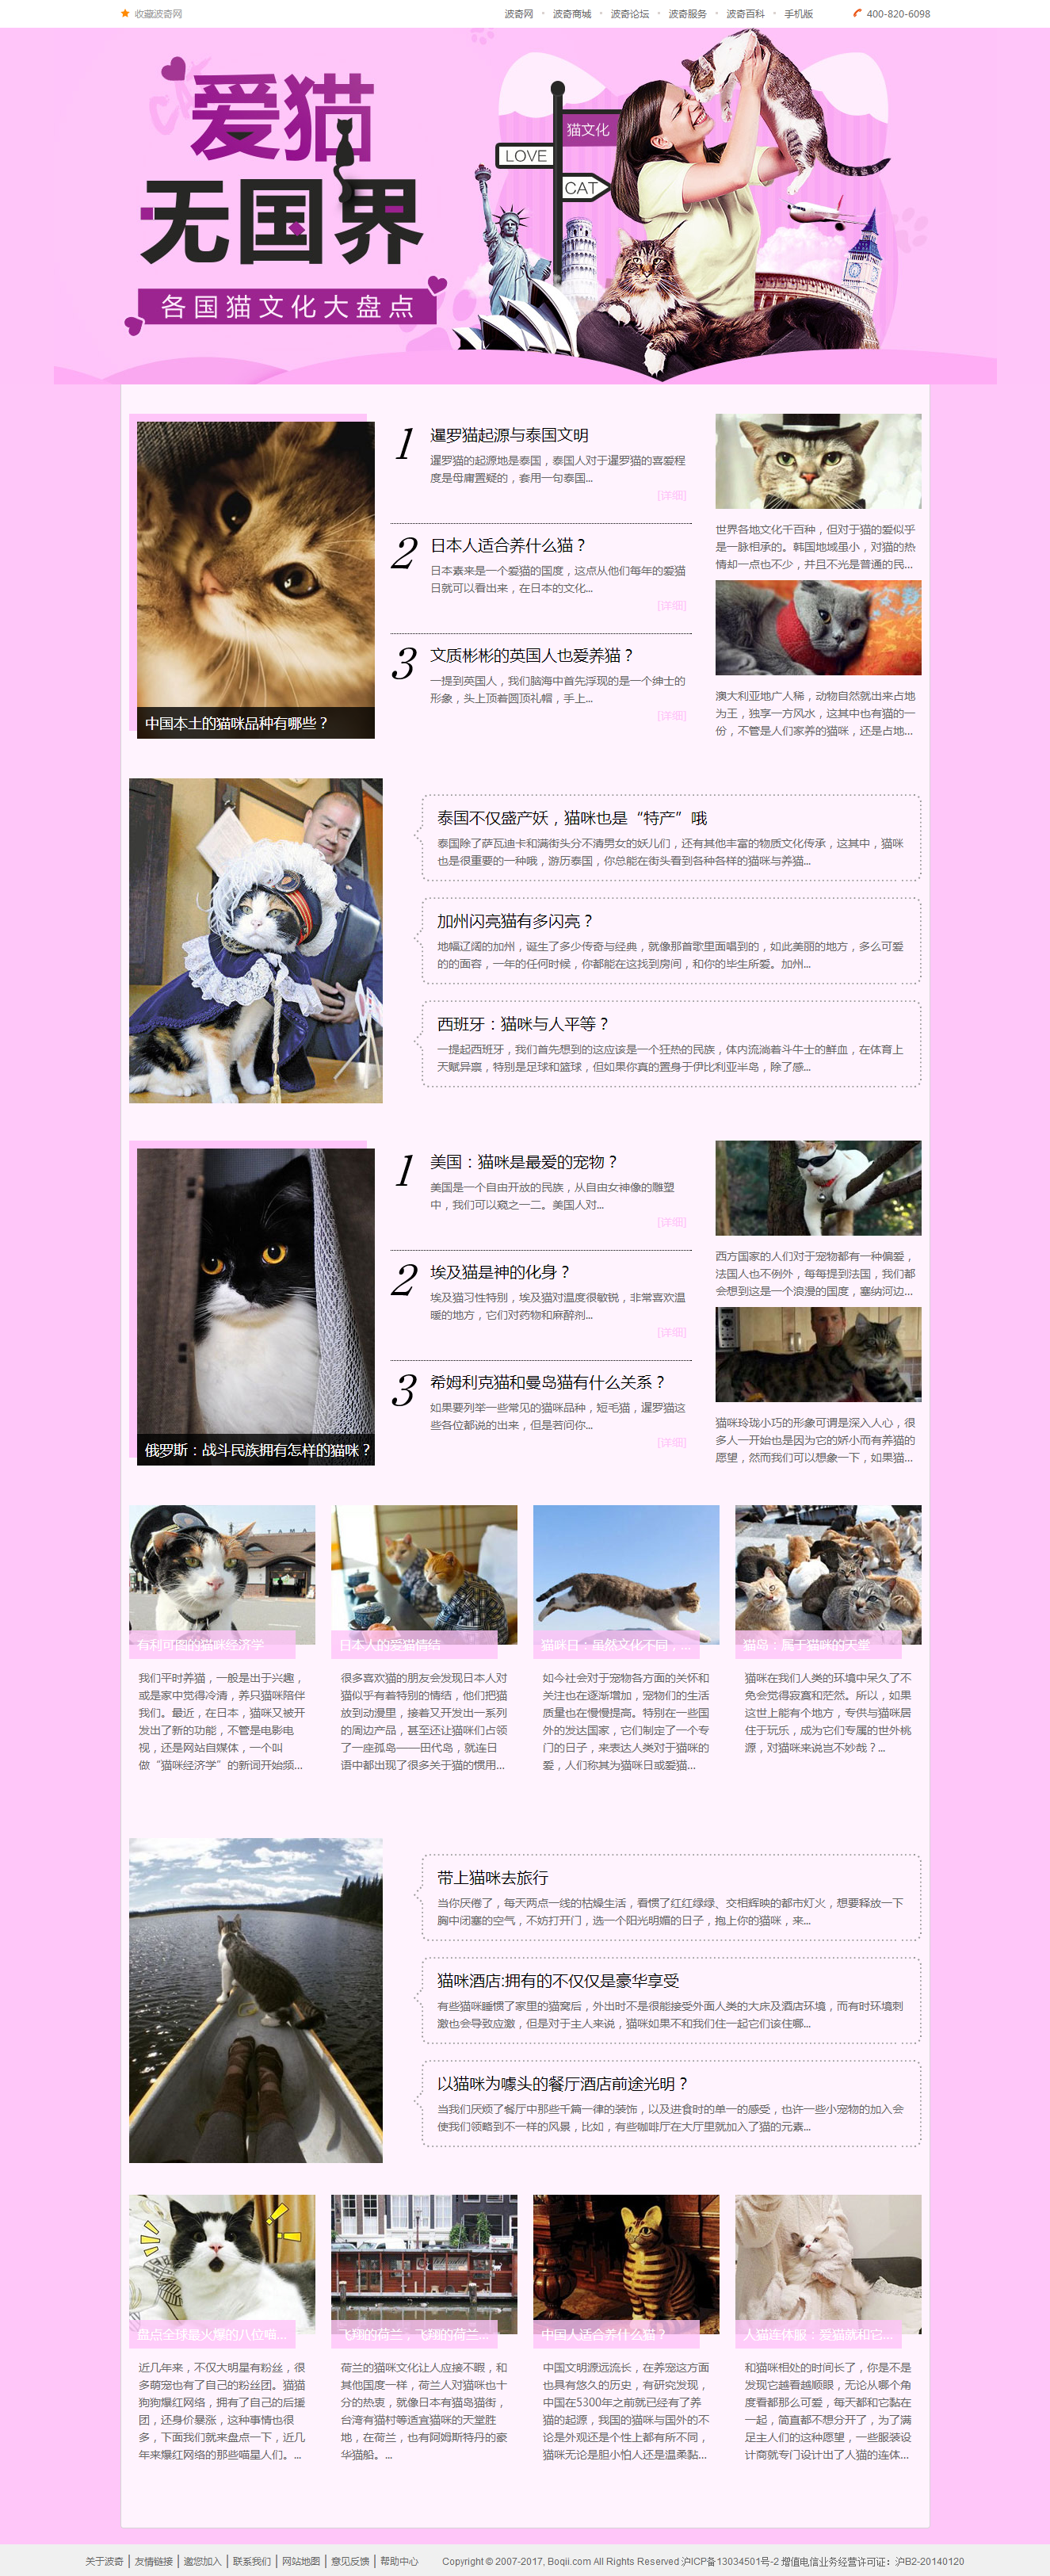 收藏波奇网
波奇网 • 波奇商城 • 波奇论坛 • 波奇服务 • 波奇百科 • 手机版
400-820-6098
爱猫
无国界
各国猫文化大盘点
猫文化
LOVE
CAT
中国本土的猫咪品种有哪些？
1
暹罗猫起源与泰国文明
暹罗猫的起源地是泰国，泰国人对于暹罗猫的喜爱程
度是毋庸置疑的，套用一句泰国...
[详细]
2
日本人适合养什么猫？
日本素来是一个爱猫的国度，这点从他们每年的爱猫
日就可以看出来，在日本的文化...
[详细]
3
文质彬彬的英国人也爱养猫？
一提到英国人，我们脑海中首先浮现的是一个绅士的
形象，头上顶着圆顶礼帽，手上...
[详细]
世界各地文化千百种，但对于猫的爱似乎
是一脉相承的。韩国地域虽小，对猫的热
情却一点也不少，并且不光是普通的民...
澳大利亚地广人稀，动物自然就出来占地
为王，独享一方风水，这其中也有猫的一
份，不管是人们家养的猫咪，还是占地...
泰国不仅盛产妖，猫咪也是“特产”哦
泰国除了萨瓦迪卡和满街头分不清男女的妖儿们，还有其他丰富的物质文化传承，这其中，猫咪
也是很重要的一种哦，游历泰国，你总能在街头看到各种各样的猫咪与养猫...
加州闪亮猫有多闪亮？
地幅辽阔的加州，诞生了多少传奇与经典，就像那首歌里面唱到的，如此美丽的地方，多么可爱
的的面容，一年的任何时候，你都能在这找到房间，和你的毕生所爱。加州...
西班牙：猫咪与人平等？
一提起西班牙，我们首先想到的这应该是一个狂热的民族，体内流淌着斗牛士的鲜血，在体育上
天赋异禀，特别是足球和篮球，但如果你真的置身于伊比利亚半岛，除了感...
俄罗斯：战斗民族拥有怎样的猫咪？
1
美国：猫咪是最爱的宠物？
美国是一个自由开放的民族，从自由女神像的雕塑
中，我们可以窥之一二。美国人对...
[详细]
2
埃及猫是神的化身？
埃及猫习性特别，埃及猫对温度很敏锐，非常喜欢温
暖的地方，它们对药物和麻醉剂...
[详细]
3
希姆利克猫和曼岛猫有什么关系？
如果要列举一些常见的猫咪品种，短毛猫，暹罗猫这
些各位都说的出来，但是若问你...
[详细]
西方国家的人们对于宠物都有一种偏爱，
法国人也不例外，每每提到法国，我们都
会想到这是一个浪漫的国度，塞纳河边...
猫咪玲珑小巧的形象可谓是深入人心，很
多人一开始也是因为它的娇小而有养猫的
愿望，然而我们可以想象一下，如果猫...
有利可图的猫咪经济学
我们平时养猫，一般是出于兴趣，
或是家中觉得冷清，养只猫咪陪伴
我们。最近，在日本，猫咪又被开
发出了新的功能，不管是电影电
视，还是网站自媒体，一个叫
做“猫咪经济学”的新词开始频...
日本人的爱猫情结
很多喜欢猫的朋友会发现日本人对
猫似乎有着特别的情结，他们把猫
放到动漫里，接着又开发出一系列
的周边产品，甚至还让猫咪们占领
了一座孤岛——田代岛，就连日
语中都出现了很多关于猫的惯用...
猫咪日：虽然文化不同，...
如今社会对于宠物各方面的关怀和
关注也在逐渐增加，宠物们的生活
质量也在慢慢提高。特别在一些国
外的发达国家，它们制定了一个专
门的日子，来表达人类对于猫咪的
爱，人们称其为猫咪日或爱猫...
猫岛：属于猫咪的天堂
猫咪在我们人类的环境中呆久了不
免会觉得寂寞和茫然。所以，如果
这世上能有个地方，专供与猫咪居
住于玩乐，成为它们专属的世外桃
源，对猫咪来说岂不妙哉？...
带上猫咪去旅行
当你厌倦了，每天两点一线的枯燥生活，看惯了红红绿绿、交相辉映的都市灯火，想要释放一下
胸中闭塞的空气，不妨打开门，选一个阳光明媚的日子，抱上你的猫咪，来...
猫咪酒店:拥有的不仅仅是豪华享受
有些猫咪睡惯了家里的猫窝后，外出时不是很能接受外面人类的大床及酒店环境，而有时环境刺
激也会导致应激，但是对于主人来说，猫咪如果不和我们住一起它们该住哪...
以猫咪为噱头的餐厅酒店前途光明？
当我们厌烦了餐厅中那些千篇一律的装饰，以及进食时的单一的感受，也许一些小宠物的加入会
使我们领略到不一样的风景，比如，有些咖啡厅在大厅里就加入了猫的元素...
盘点全球最火爆的八位喵...
近几年来，不仅大明星有粉丝，很
多萌宠也有了自己的粉丝团。猫猫
狗狗爆红网络，拥有了自己的后援
团，还身价暴涨，这种事情也很
多，下面我们就来盘点一下，近几
年来爆红网络的那些喵星人们。...
飞翔的荷兰，飞翔的荷兰...
荷兰的猫咪文化让人应接不暇，和
其他国度一样，荷兰人对猫咪也十
分的热衷，就像日本有猫岛猫街，
台湾有猫村等适宜猫咪的天堂胜
地，在荷兰，也有阿姆斯特丹的豪
华猫船。...
中国人适合养什么猫？
中国文明源远流长，在养宠这方面
也具有悠久的历史，有研究发现，
中国在5300年之前就已经有了养
猫的起源，我国的猫咪与国外的不
论是外观还是个性上都有所不同，
猫咪无论是胆小怕人还是温柔黏...
人猫连体服：爱猫就和它...
和猫咪相处的时间长了，你是不是
发现它越看越顺眼，无论从哪个角
度看都那么可爱，每天都和它黏在
一起，简直都不想分开了，为了满
足主人们的这种愿望，一些服装设
计商就专门设计出了人猫的连体...
关于波奇 | 友情链接 | 邀您加入 | 联系我们 | 网站地图 | 意见反馈 | 帮助中心
Copyright © 2007-2017, Boqii.com All Rights Reserved 沪ICP备13034501号-2 增值电信业务经营许可证：沪B2-20140120